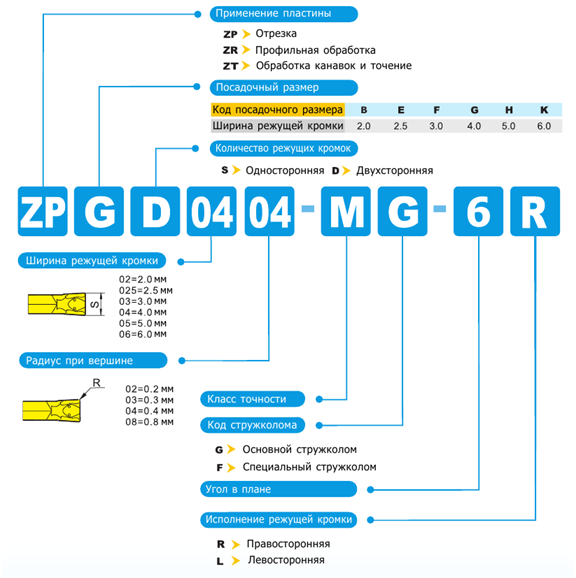 Применение пластины
ZP Отрезка
ZR Профильная обработка
ZT Обработка канавок и точение
Посадочный размер
Код посадочного размера B E F G H K
Ширина режущей кромки 2.0 2.5 3.0 4.0 5.0 6.0
Количество режущих кромок
S Односторонняя D Двухсторонняя
ZP G D 04 04 - M G - 6 R
Ширина режущей кромки
S
02=2.0 мм
025=2.5 мм
03=3.0 мм
04=4.0 мм
05=5.0 мм
06=6.0 мм
Радиус при вершине
R
02=0.2 мм
03=0.3 мм
04=0.4 мм
08=0.8 мм
Класс точности
Код стружколома
G Основной стружколом
F Специальный стружколом
Угол в плане
Исполнение режущей кромки
R Правосторонняя
L Левосторонняя